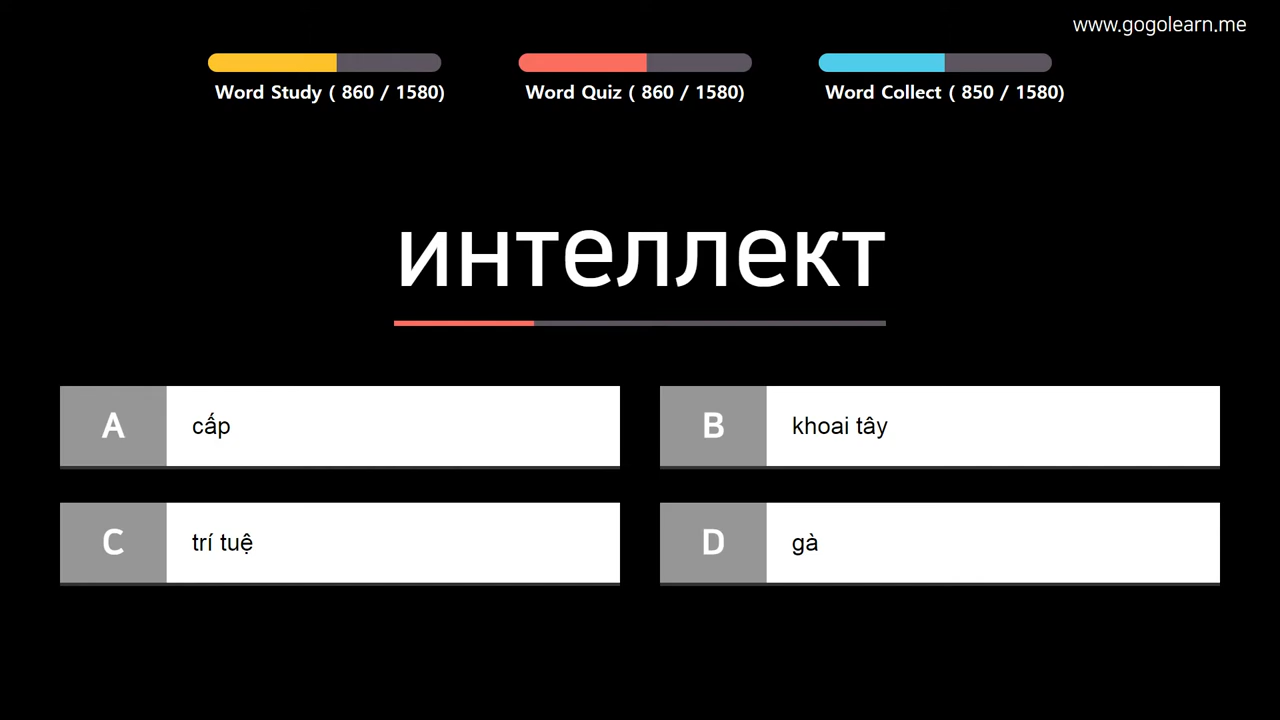 www.gogolearn.me
Word Study ( 860 / 1580)
Word Quiz ( 860 / 1580)
Word Collect ( 850 / 1580)
интеллект
A
cấp
B
khoai tây
C
trí tuệ
D
gà